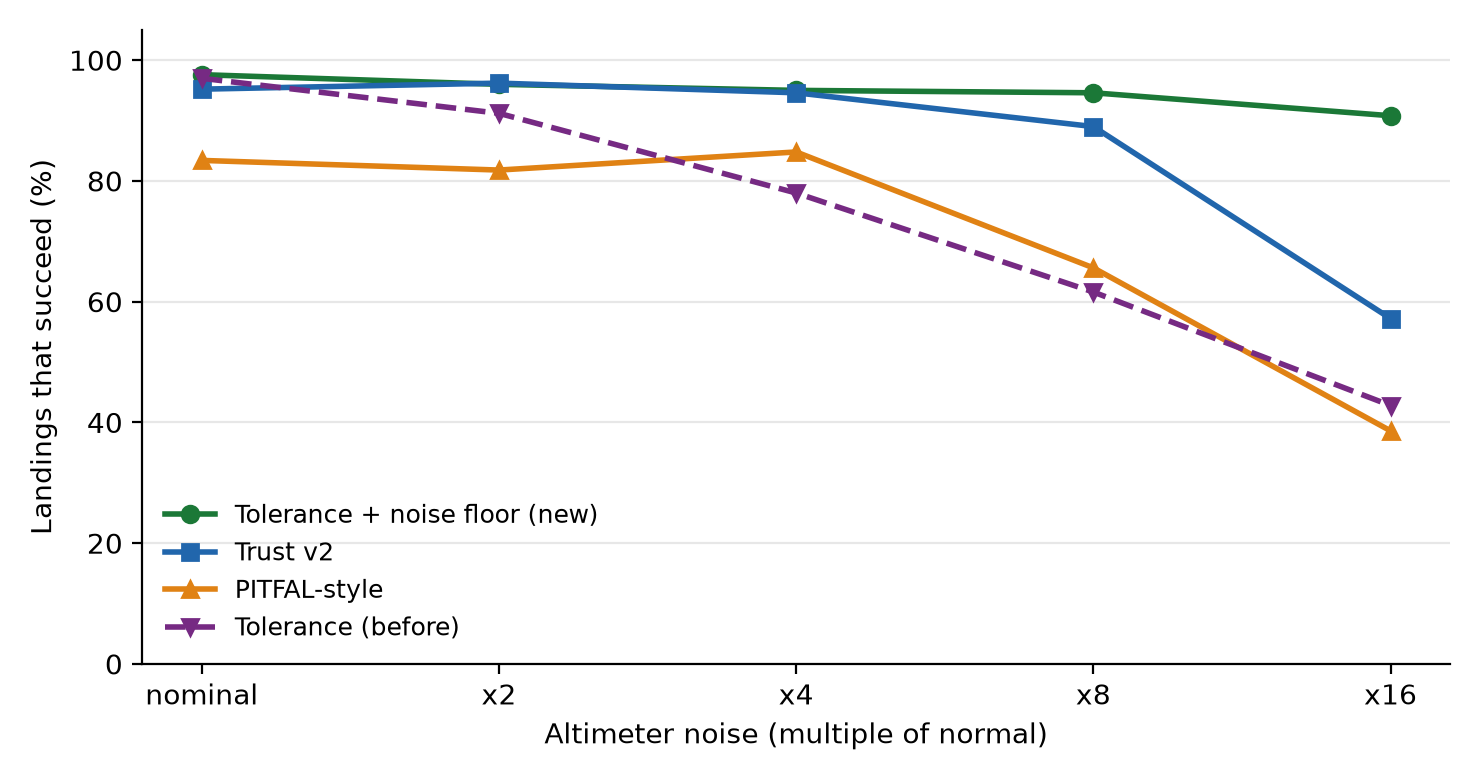 100
80
60
40
20
0
Landings that succeed (%)
Tolerance + noise floor (new)
Trust v2
PITFAL-style
Tolerance (before)
nominal x2 x4 x8 x16
Altimeter noise (multiple of normal)